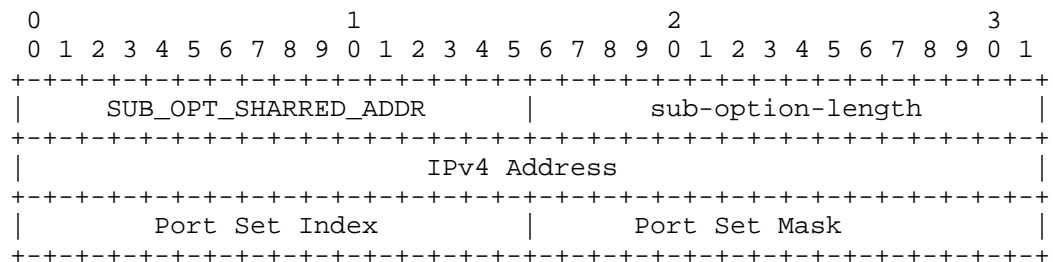 0                   1                   2                   3
 0 1 2 3 4 5 6 7 8 9 0 1 2 3 4 5 6 7 8 9 0 1 2 3 4 5 6 7 8 9 0 1
+-+-+-+-+-+-+-+-+-+-+-+-+-+-+-+-+-+-+-+-+-+-+-+-+-+-+-+-+-+-+-+-+
|     SUB_OPT_SHARRED_ADDR      |       sub-option-length       |
+-+-+-+-+-+-+-+-+-+-+-+-+-+-+-+-+-+-+-+-+-+-+-+-+-+-+-+-+-+-+-+-+
|                         IPv4 Address                          |
+-+-+-+-+-+-+-+-+-+-+-+-+-+-+-+-+-+-+-+-+-+-+-+-+-+-+-+-+-+-+-+-+
|        Port Set Index         |      Port Set Mask            |
+-+-+-+-+-+-+-+-+-+-+-+-+-+-+-+-+-+-+-+-+-+-+-+-+-+-+-+-+-+-+-+-+